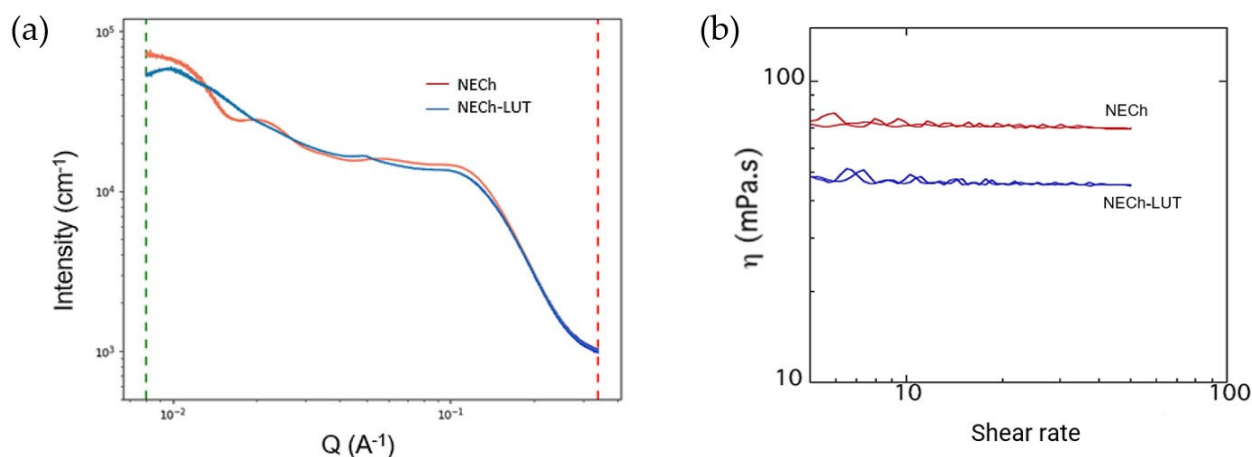 (a)
10⁵
10⁴
10³
Intensity (cm⁻¹)
NECh
NECh-LUT
10⁻²
10⁻¹
Q (A⁻¹)
(b)
100
10
η (mPa.s)
NECh
NECh-LUT
10
100
Shear rate